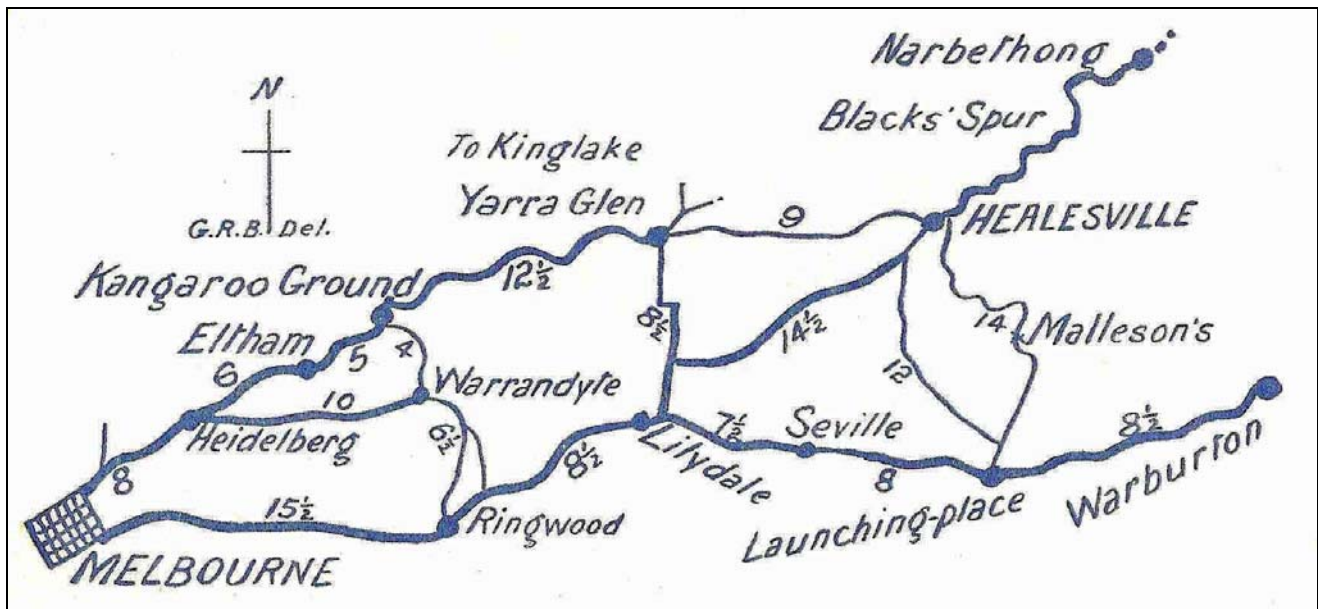 Narbethong
Blacks' Spur
N
To Kinglake
Yarra Glen
9
HEALESVILLE
G.R.B. Del.
Kangaroo Ground
12½
8½
14½
14
Malleson's
Eltham
5
4
6
12
10
Warrandyte
Heidelberg
6½
8½
Lilydale
7½
Seville
8
8½
Warburton
8
15½
Ringwood
Launching-place
MELBOURNE